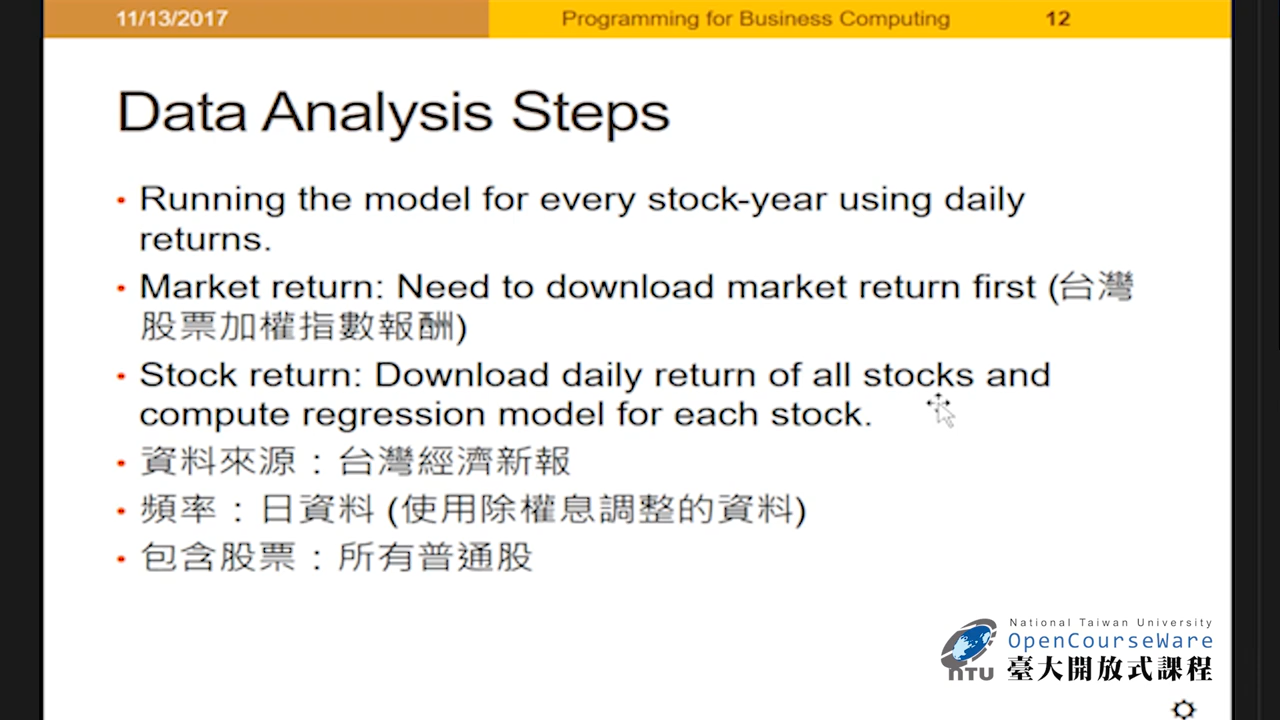 11/13/2017
Programming for Business Computing
12
Data Analysis Steps
• Running the model for every stock-year using daily
returns.
• Market return: Need to download market return first (台灣
股票加權指數報酬)
• Stock return: Download daily return of all stocks and
compute regression model for each stock.
• 資料來源：台灣經濟新報
• 頻率：日資料 (使用除權息調整的資料)
• 包含股票：所有普通股
National Taiwan University
OpenCourseWare
臺大開放式課程
NTU